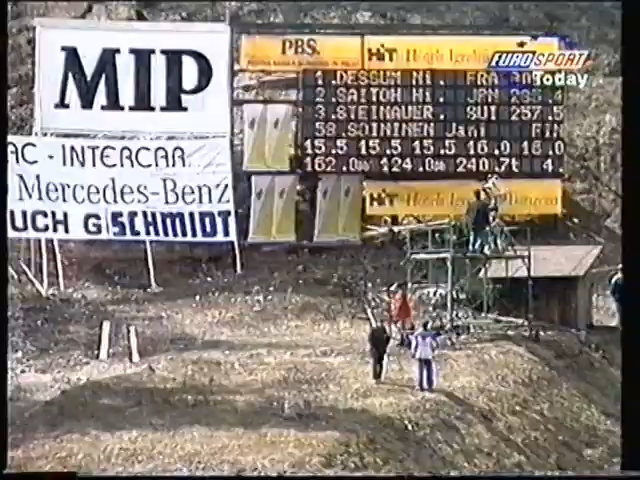 MIP
AC - INTERCAR
Mercedes-Benz
UCH G SCHMIDT
PBS.
HiT
EUROSPORT
Today
1.DESSUM Ni. FRA
2.SAITOH Hi. JPN
3.STEINAUER. SUI 257.5
58.SOININEN Jani FIN
15.5 15.5 15.5 16.0 16.0
162.0m 124.0m 240.7t 4.
HiT